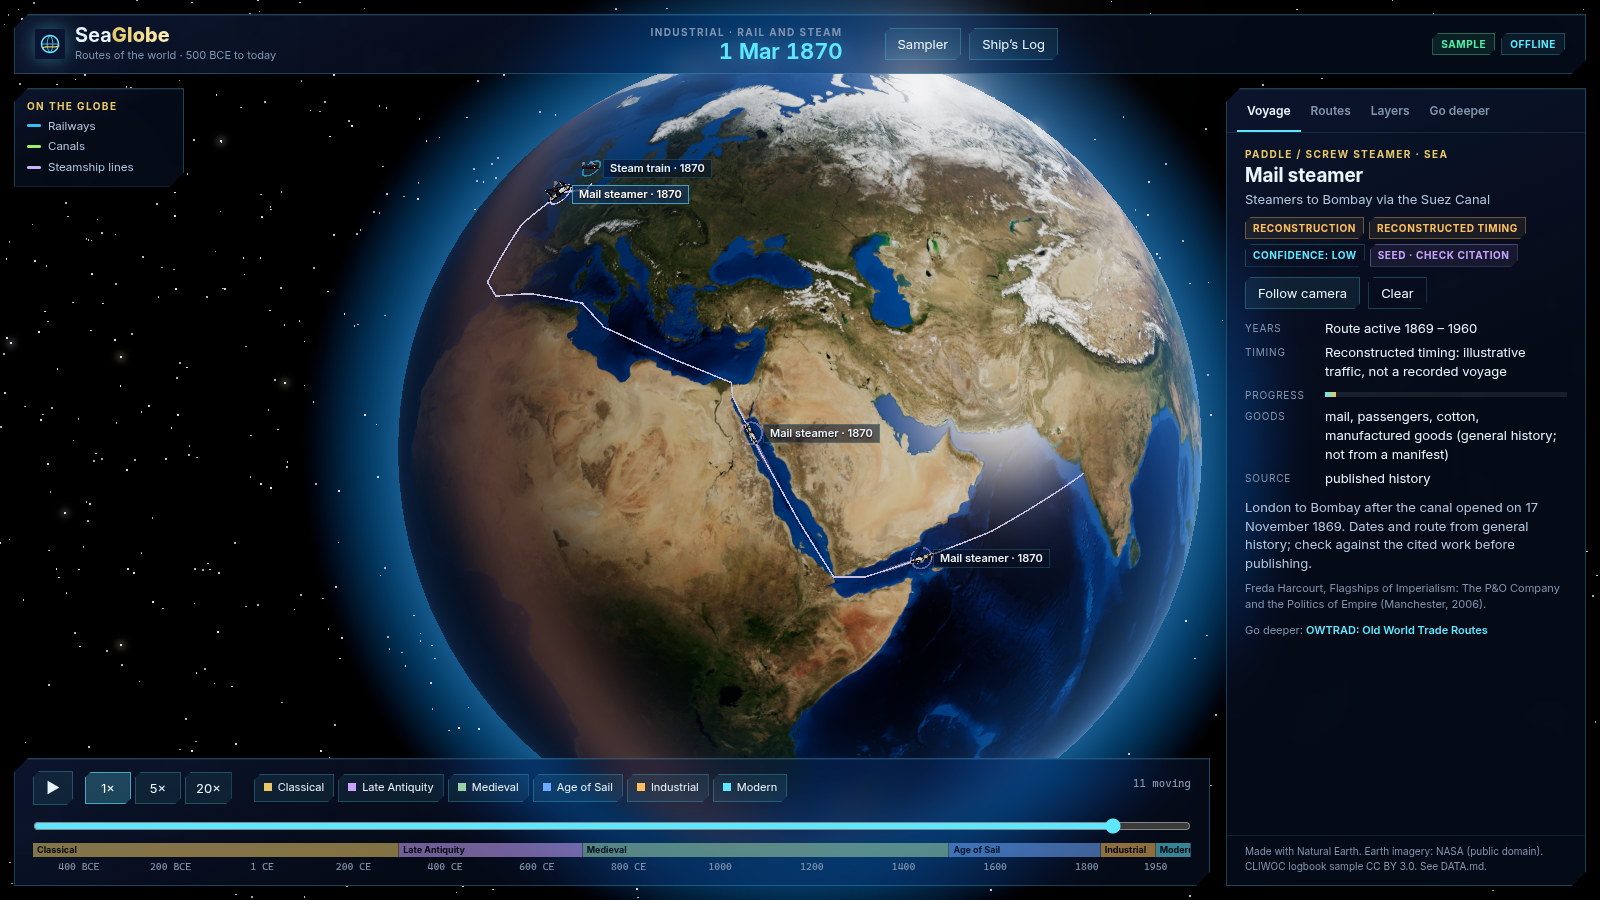 SeaGlobe
Routes of the world · 500 BCE to today
INDUSTRIAL · RAIL AND STEAM
1 Mar 1870
Sampler
Ship's Log
SAMPLE
OFFLINE
ON THE GLOBE
Railways
Canals
Steamship lines
Steam train · 1870
Mail steamer · 1870
Mail steamer · 1870
Mail steamer · 1870
Voyage
Routes
Layers
Go deeper
PADDLE / SCREW STEAMER · SEA
Mail steamer
Steamers to Bombay via the Suez Canal
RECONSTRUCTION
RECONSTRUCTED TIMING
CONFIDENCE: LOW
SEED · CHECK CITATION
Follow camera
Clear
YEARS
Route active 1869 – 1960
TIMING
Reconstructed timing: illustrative
traffic, not a recorded voyage
PROGRESS
GOODS
mail, passengers, cotton,
manufactured goods (general history;
not from a manifest)
SOURCE
published history
London to Bombay after the canal opened on 17
November 1869. Dates and route from general
history; check against the cited work before
publishing.
Freda Harcourt, Flagships of Imperialism: The P&O Company
and the Politics of Empire (Manchester, 2006).
Go deeper: OWTRAD: Old World Trade Routes
Made with Natural Earth. Earth imagery: NASA (public domain).
CLIWOC logbook sample CC BY 3.0. See DATA.md.
1×
5×
20×
Classical
Late Antiquity
Medieval
Age of Sail
Industrial
Modern
11 moving
Classical
Late Antiquity
Medieval
Age of Sail
Industrial
Modern
400 BCE
200 BCE
1 CE
200 CE
400 CE
600 CE
800 CE
1000
1200
1400
1600
1800
1950